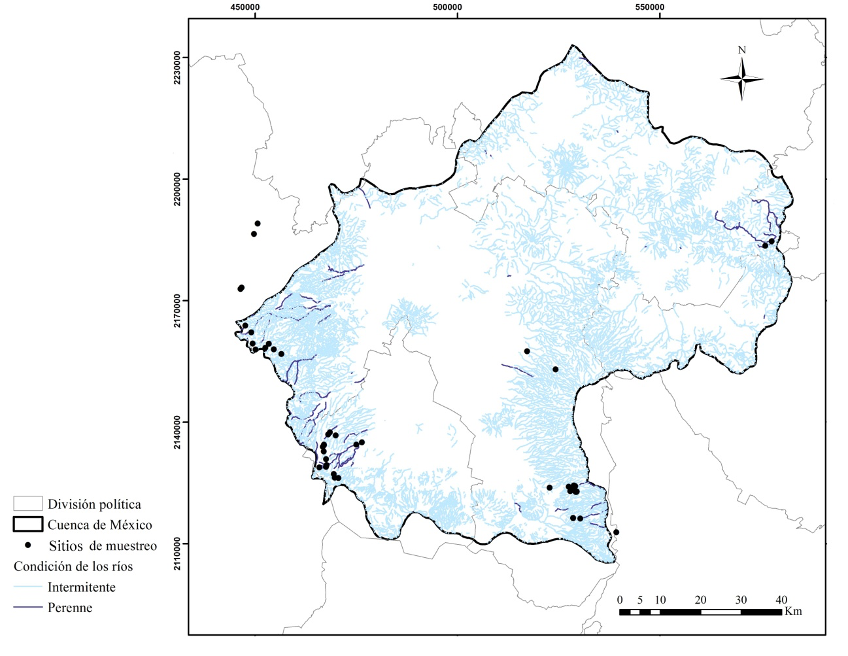 450000 500000 550000
2230000
2200000
2170000
2140000
2110000
N
División política
Cuenca de México
Sitios de muestreo
Condición de los ríos
Intermitente
Perenne
0 5 10 20 30 40
Km